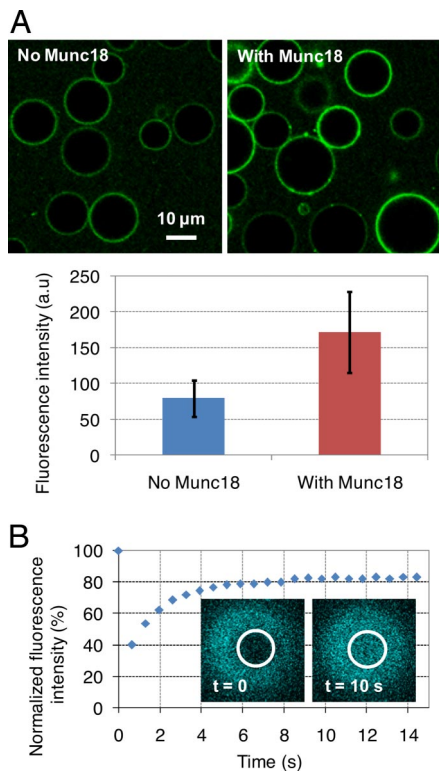 A
No Munc18
With Munc18
10 µm
Fluorescence intensity (a.u)
250
200
150
100
50
0
No Munc18
With Munc18
B
Normalized fluorescence
intensity (%)
100
80
60
40
20
0
t = 0
t = 10 s
0 2 4 6 8 10 12 14
Time (s)